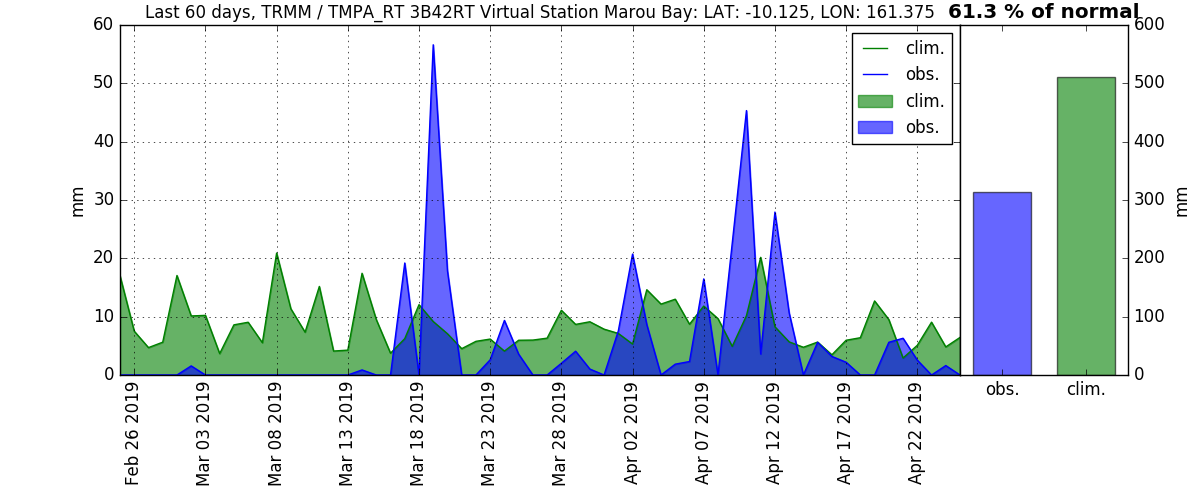 Last 60 days, TRMM / TMPA_RT 3B42RT Virtual Station Marou Bay: LAT: -10.125, LON: 161.375 61.3 % of normal
60
50
40
30
20
10
0
mm
clim.
obs.
clim.
obs.
600
500
400
300
200
100
0
mm
Feb 26 2019
Mar 03 2019
Mar 08 2019
Mar 13 2019
Mar 18 2019
Mar 23 2019
Mar 28 2019
Apr 02 2019
Apr 07 2019
Apr 12 2019
Apr 17 2019
Apr 22 2019
obs.
clim.